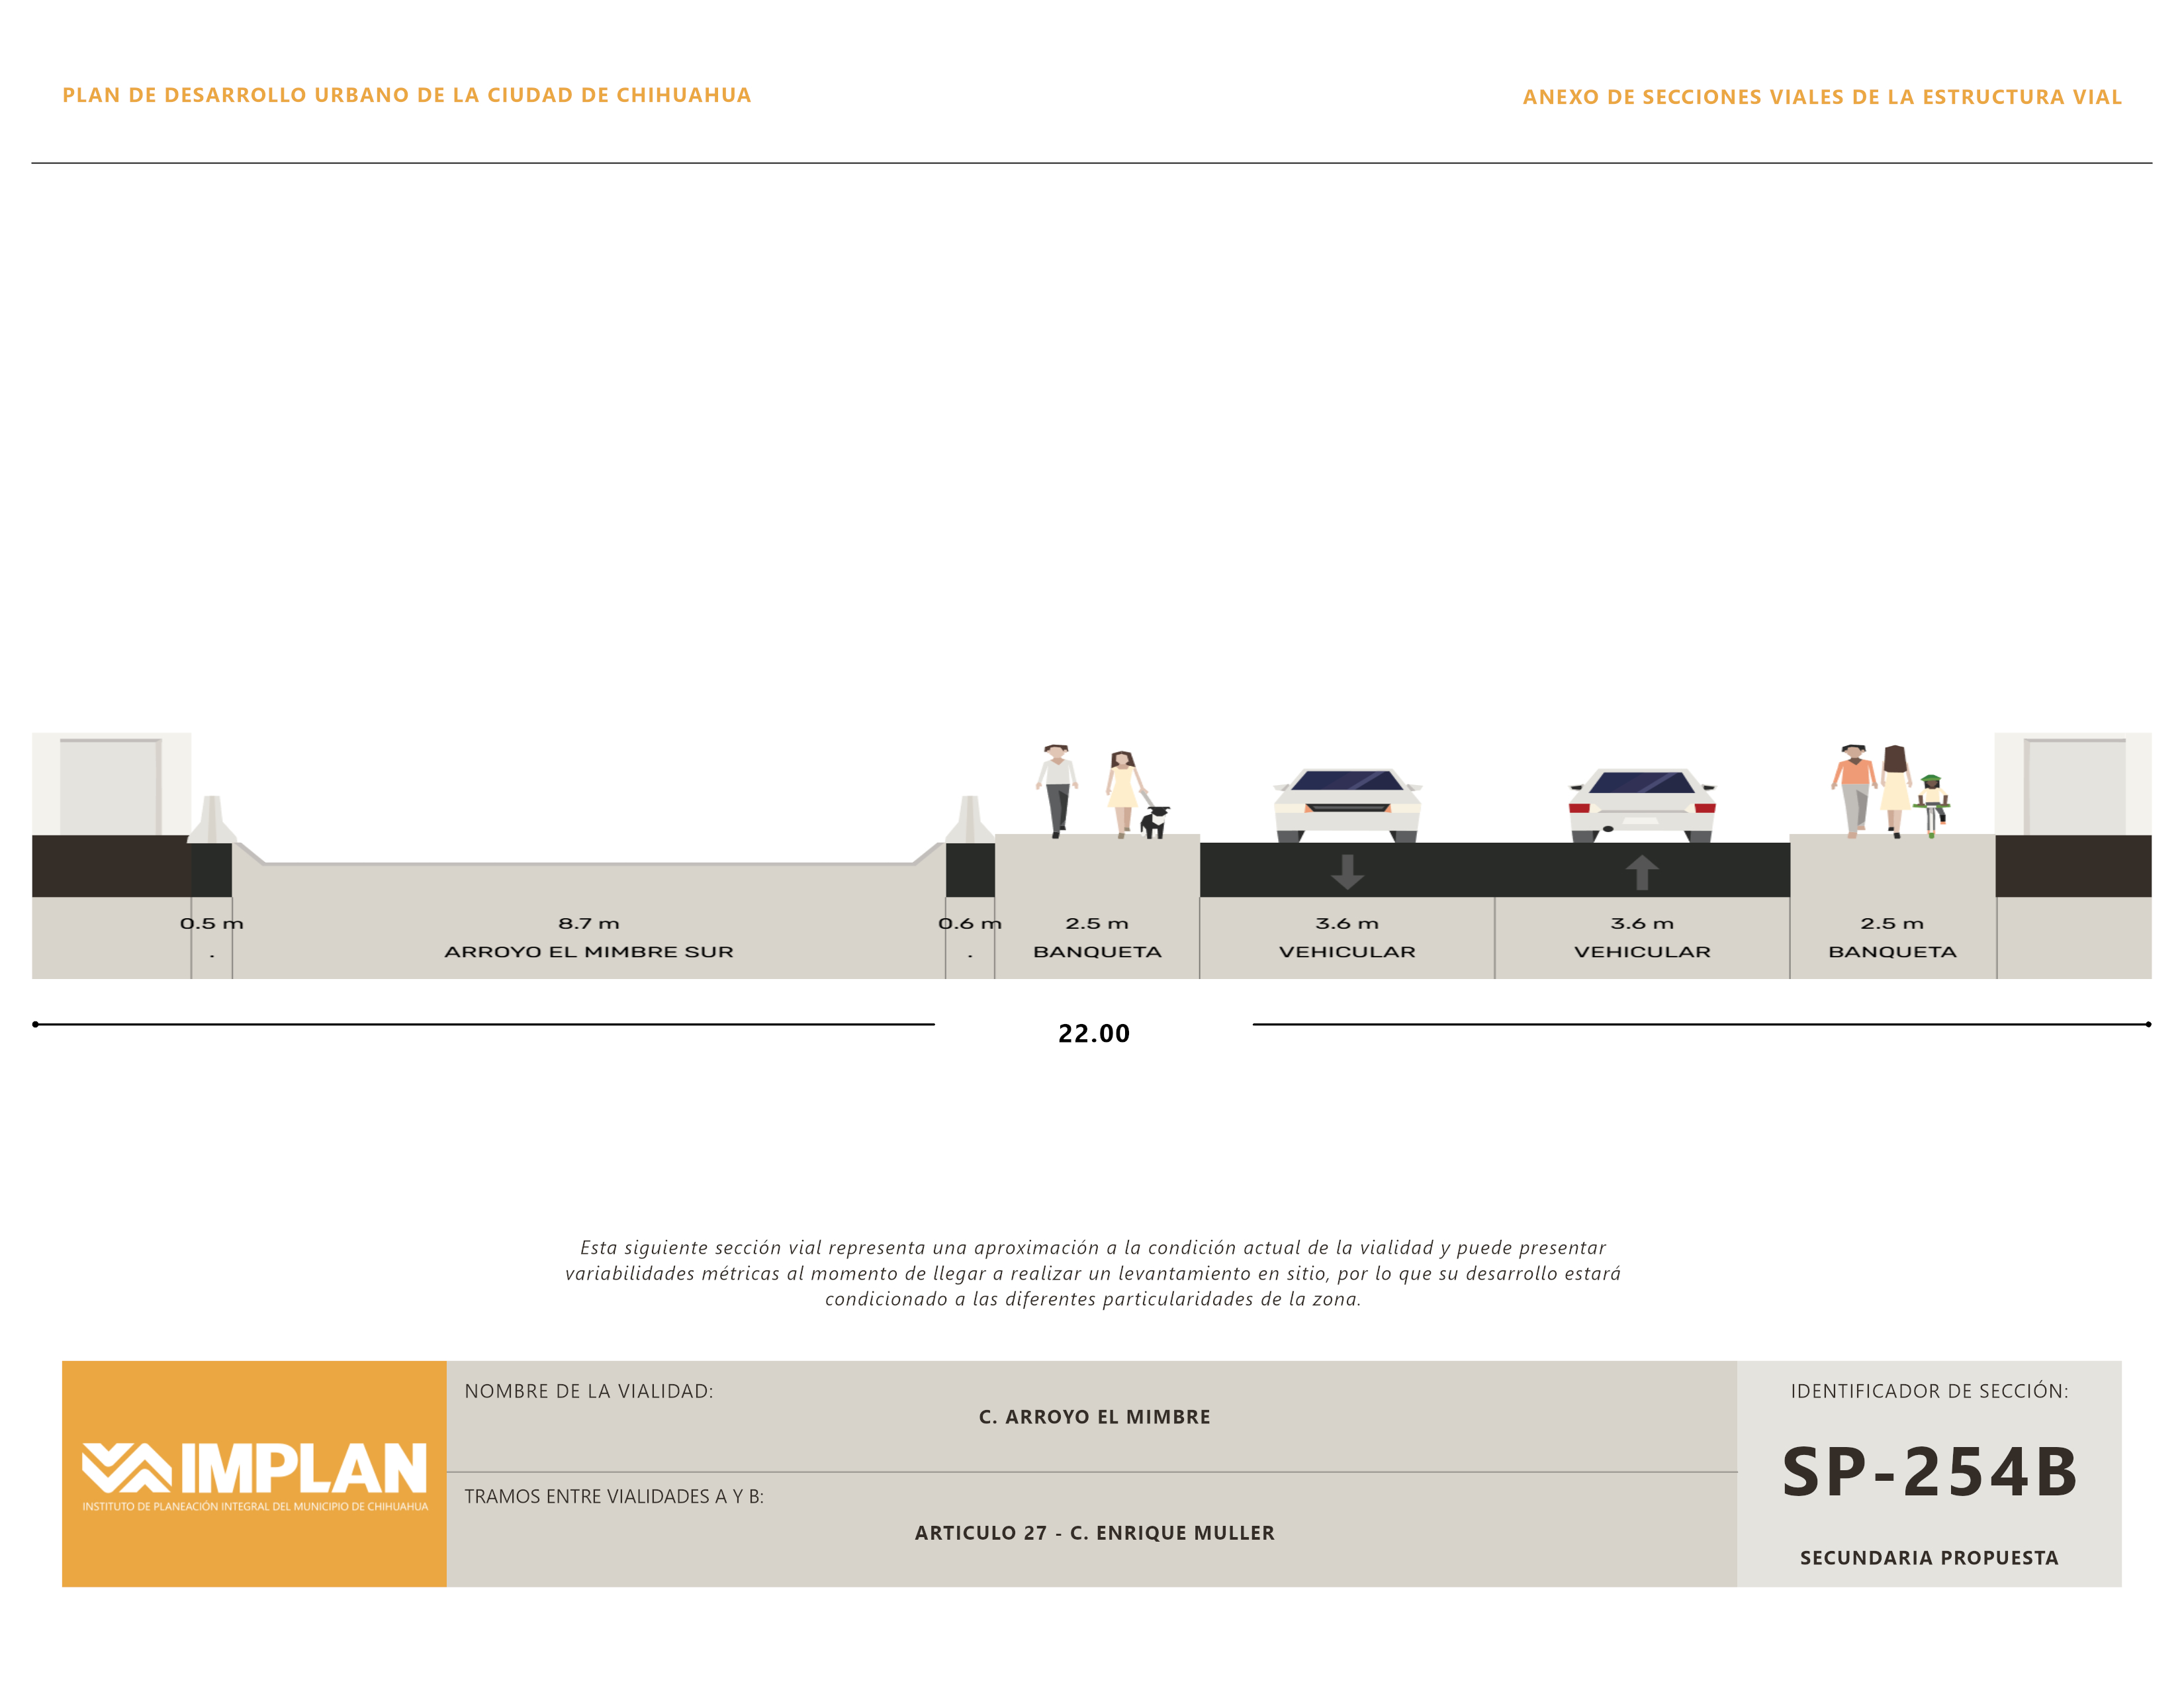 PLAN DE DESARROLLO URBANO DE LA CIUDAD DE CHIHUAHUA
ANEXO DE SECCIONES VIALES DE LA ESTRUCTURA VIAL
0.5 m
8.7 m
0.6 m
2.5 m
3.6 m
3.6 m
2.5 m
.
ARROYO EL MIMBRE SUR
.
BANQUETA
VEHICULAR
VEHICULAR
BANQUETA
22.00
Esta siguiente sección vial representa una aproximación a la condición actual de la vialidad y puede presentar
variabilidades métricas al momento de llegar a realizar un levantamiento en sitio, por lo que su desarrollo estará
condicionado a las diferentes particularidades de la zona.
IMPLAN
INSTITUTO DE PLANEACIÓN INTEGRAL DEL MUNICIPIO DE CHIHUAHUA
NOMBRE DE LA VIALIDAD:
C. ARROYO EL MIMBRE
TRAMOS ENTRE VIALIDADES A Y B:
ARTICULO 27 - C. ENRIQUE MULLER
IDENTIFICADOR DE SECCIÓN:
SP-254B
SECUNDARIA PROPUESTA